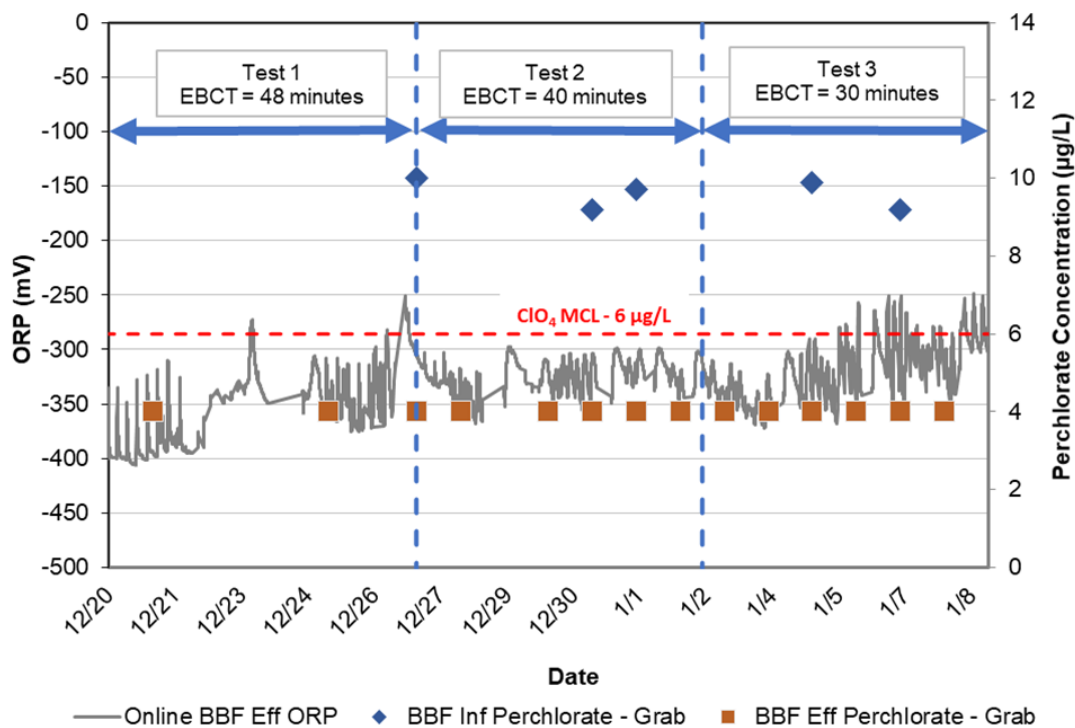 0
-50
-100
-150
-200
-250
-300
-350
-400
-450
-500
ORP (mV)
14
12
10
8
6
4
2
0
Perchlorate Concentration (µg/L)
Test 1
EBCT = 48 minutes
Test 2
EBCT = 40 minutes
Test 3
EBCT = 30 minutes
ClO₄ MCL - 6 µg/L
12/20
12/21
12/23
12/24
12/26
12/27
12/29
12/30
1/1
1/2
1/4
1/5
1/7
1/8
Date
Online BBF Eff ORP
BBF Inf Perchlorate - Grab
BBF Eff Perchlorate - Grab